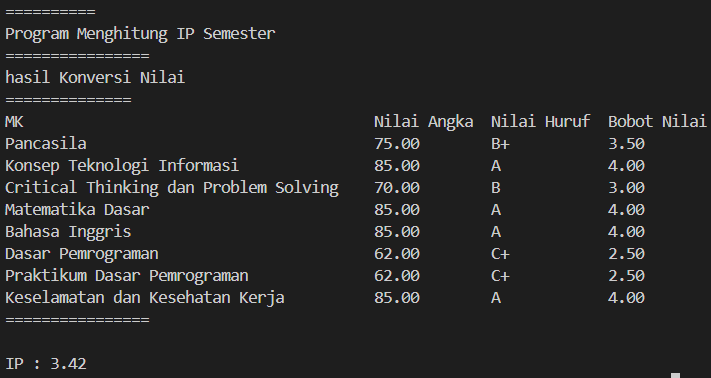 ==========
Program Menghitung IP Semester
================
hasil Konversi Nilai
==============
MK Nilai Angka Nilai Huruf Bobot Nilai
Pancasila 75.00 B+ 3.50
Konsep Teknologi Informasi 85.00 A 4.00
Critical Thinking dan Problem Solving 70.00 B 3.00
Matematika Dasar 85.00 A 4.00
Bahasa Inggris 85.00 A 4.00
Dasar Pemrograman 62.00 C+ 2.50
Praktikum Dasar Pemrograman 62.00 C+ 2.50
Keselamatan dan Kesehatan Kerja 85.00 A 4.00
================
IP : 3.42